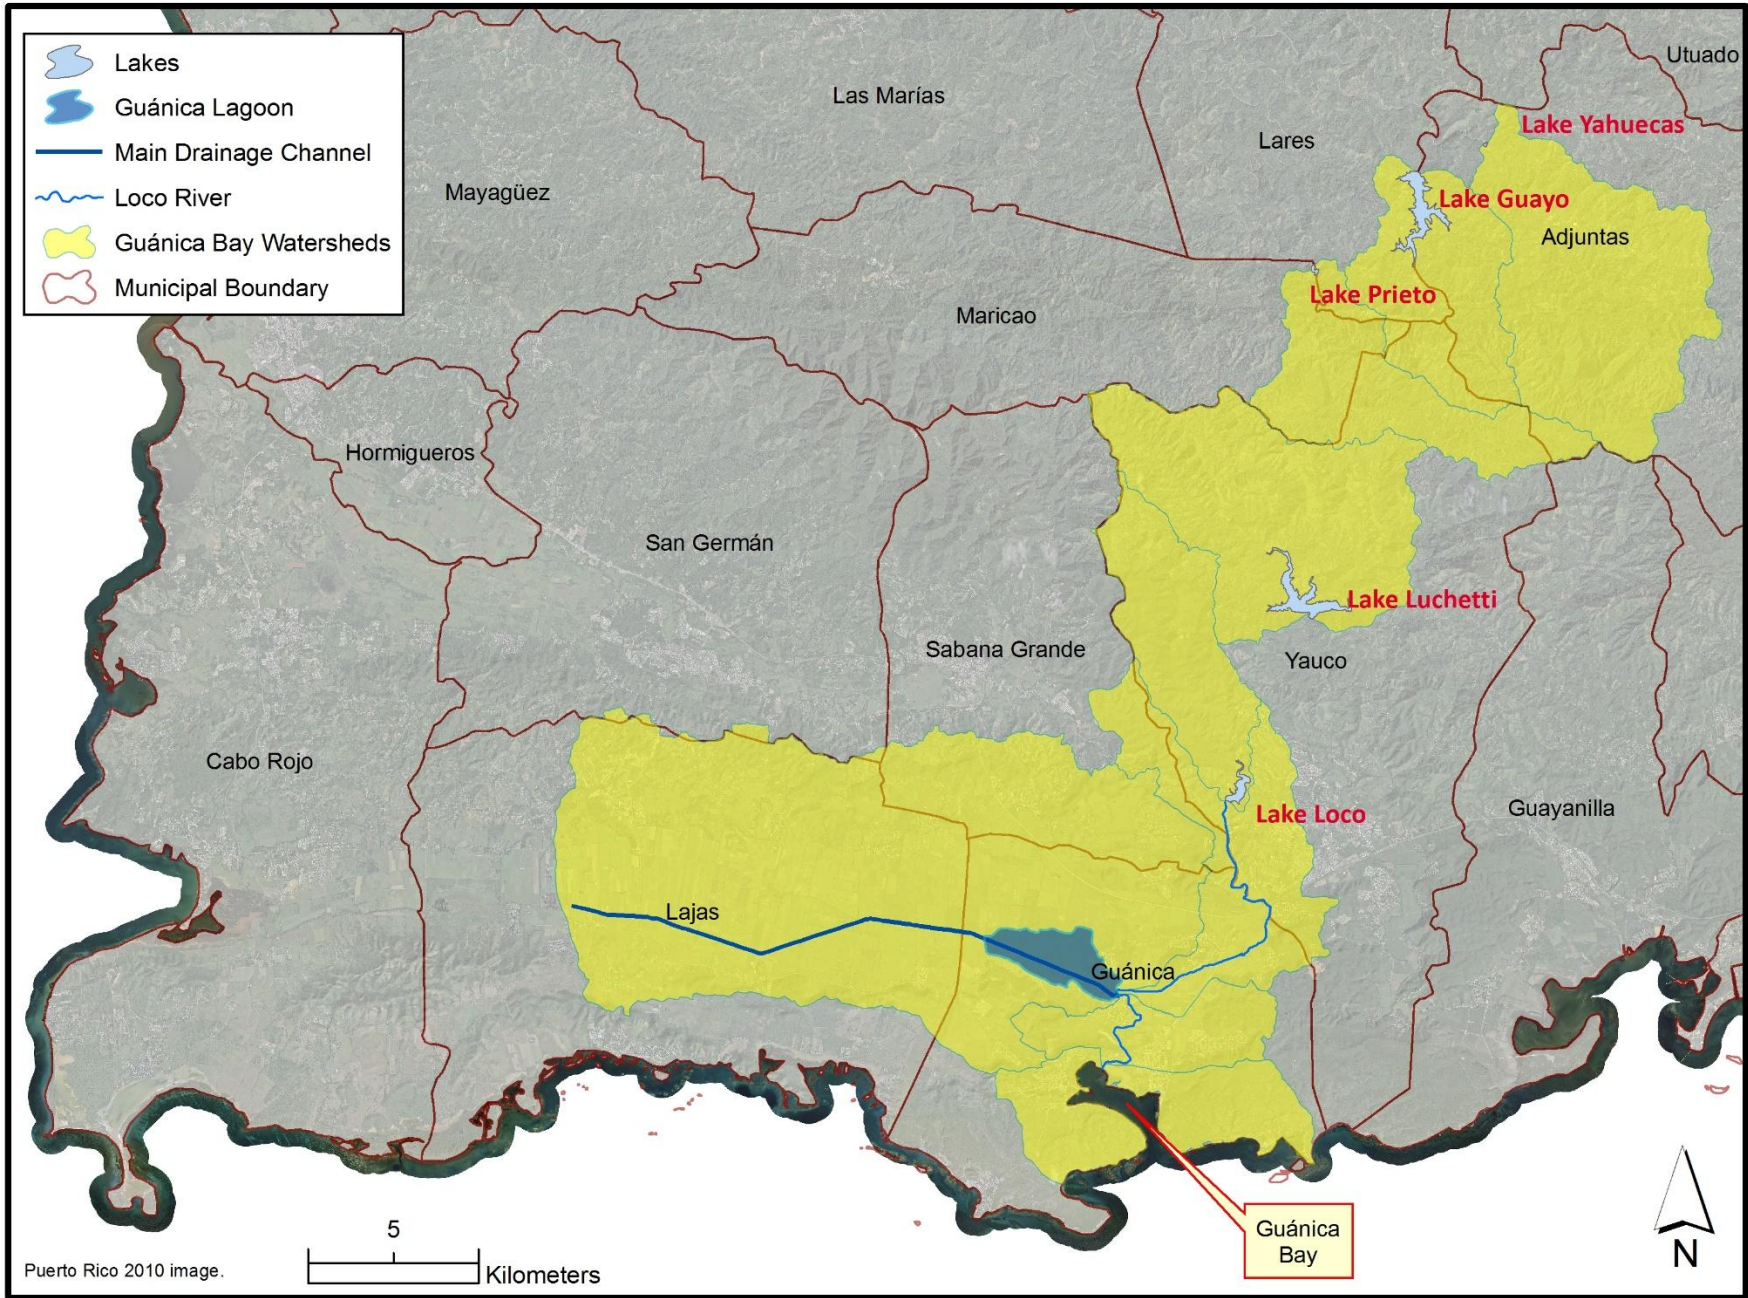 Lakes
Guánica Lagoon
Main Drainage Channel
Loco River
Guánica Bay Watersheds
Municipal Boundary
Utuado
Las Marías
Lake Yahuecas
Lares
Mayagüez
Lake Guayo
Adjuntas
Lake Prieto
Maricao
Hormigueros
San Germán
Lake Luchetti
Sabana Grande
Yauco
Cabo Rojo
Guayanilla
Lake Loco
Lajas
Guánica
Guánica
Bay
5
Kilometers
N
Puerto Rico 2010 image.